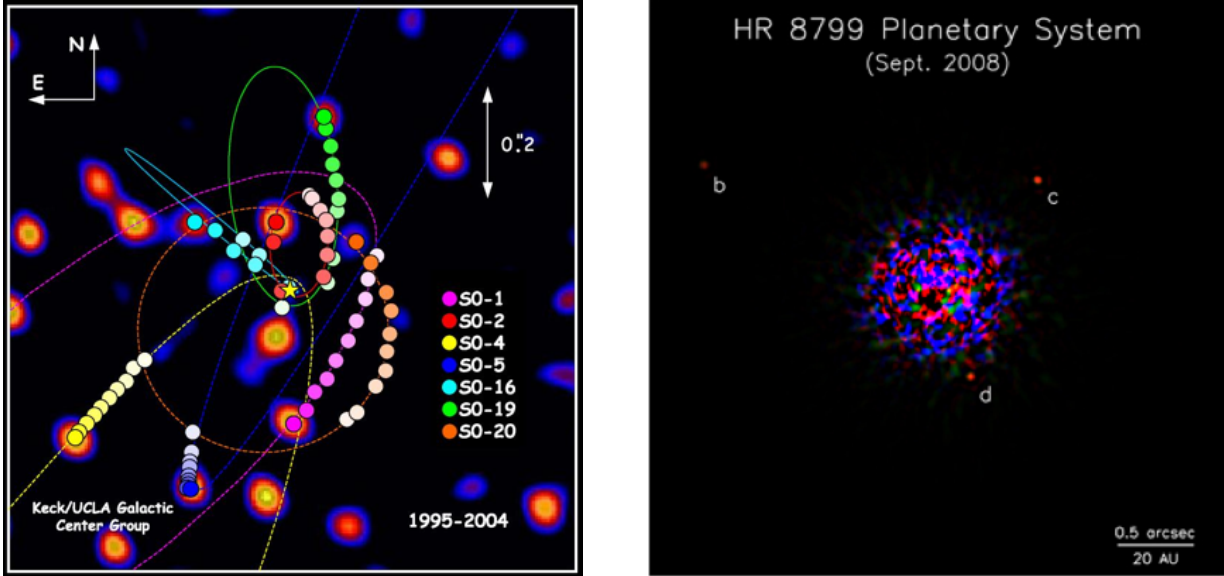 N
E
0."2
S0-1
S0-2
S0-4
S0-5
S0-16
S0-19
S0-20
Keck/UCLA Galactic
Center Group
1995-2004
HR 8799 Planetary System
(Sept. 2008)
b
c
d
0.5 arcsec
20 AU